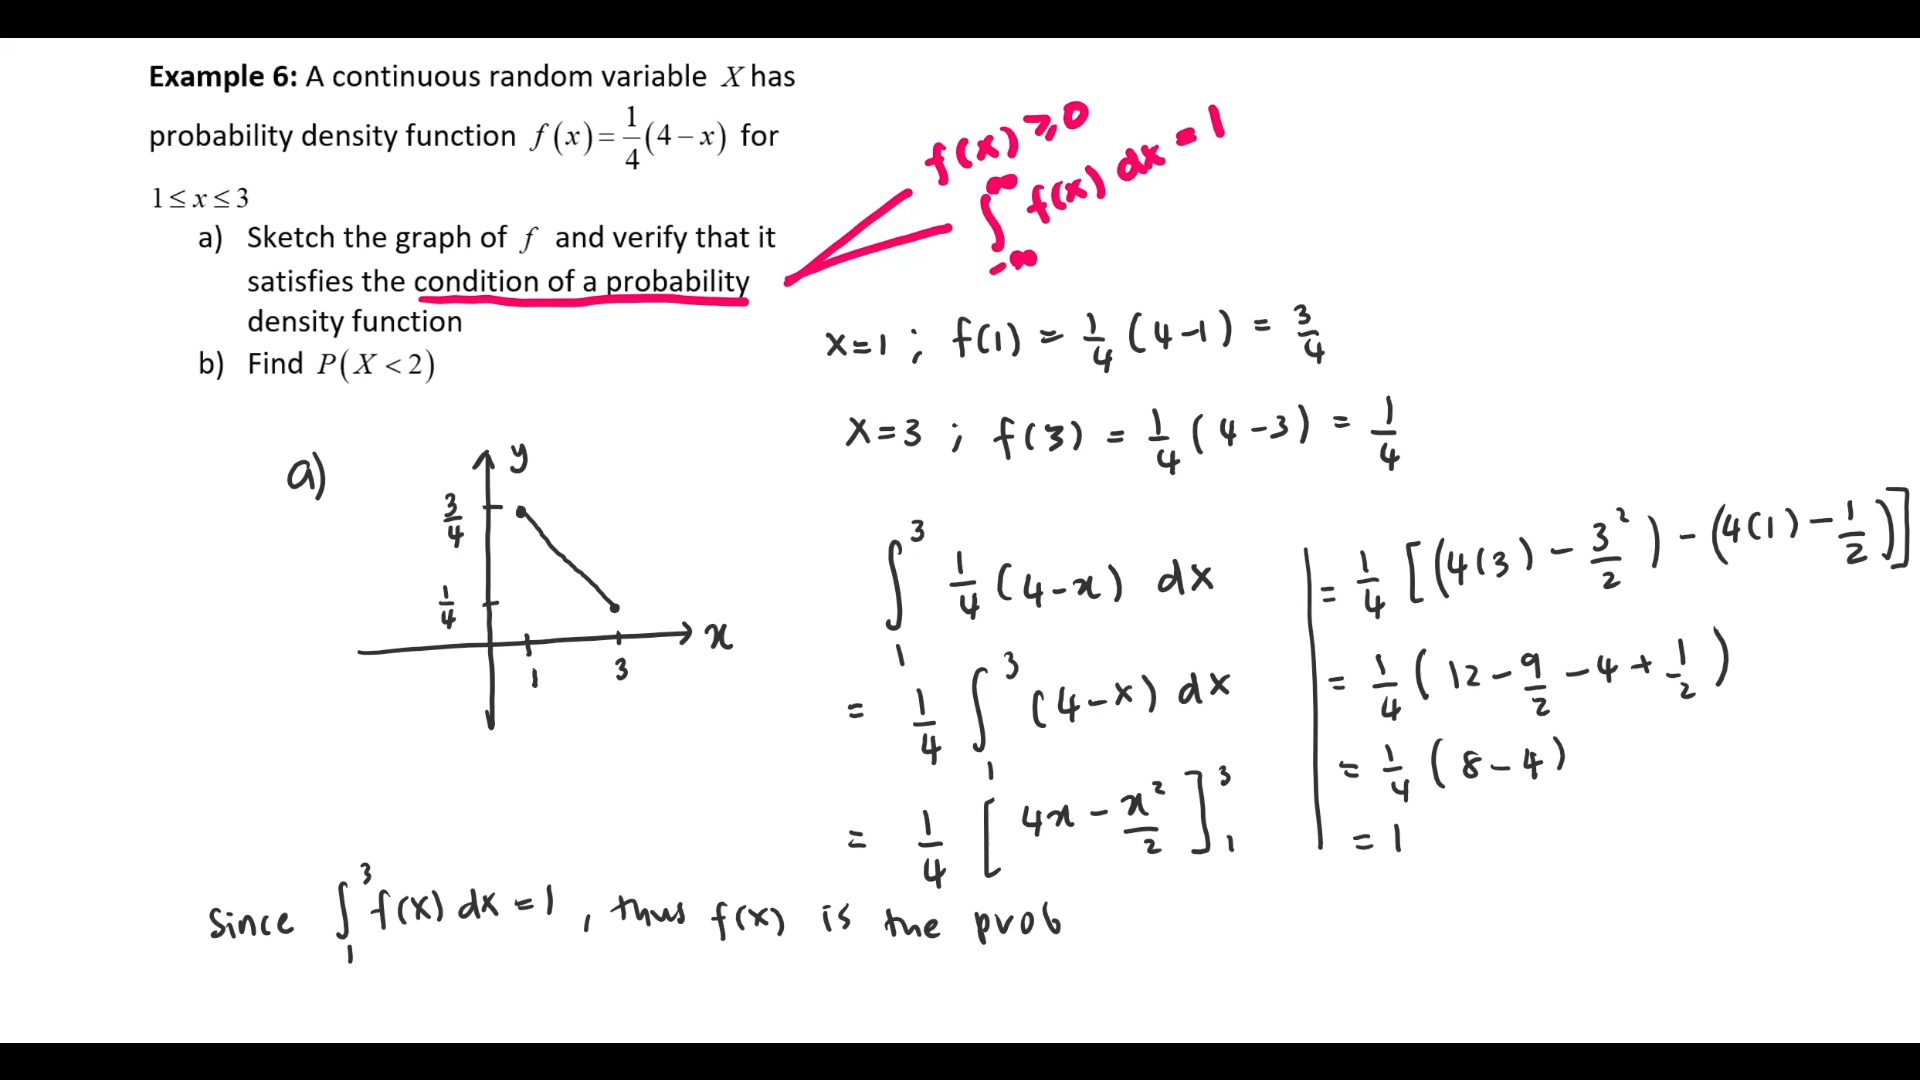 Example 6: A continuous random variable X has
probability density function f(x) = 1/4 (4 − x) for
1 ≤ x ≤ 3
a) Sketch the graph of f and verify that it
satisfies the condition of a probability
density function
b) Find P(X < 2)
f(x) ≥ 0
∫_{-∞}^{∞} f(x) dx = 1
x=1 ; f(1) = 1/4 (4-1) = 3/4
x=3 ; f(3) = 1/4 (4-3) = 1/4
a)
y
3/4
1/4
x
1 3
∫_1^3 1/4 (4-x) dx
= 1/4 ∫_1^3 (4-x) dx
= 1/4 [4x - x²/2]_1^3
= 1/4 [(4(3) - 3²/2) - (4(1) - 1/2)]
= 1/4 (12 - 9/2 - 4 + 1/2)
= 1/4 (8-4)
= 1
Since ∫_1^3 f(x) dx = 1, thus f(x) is the prob